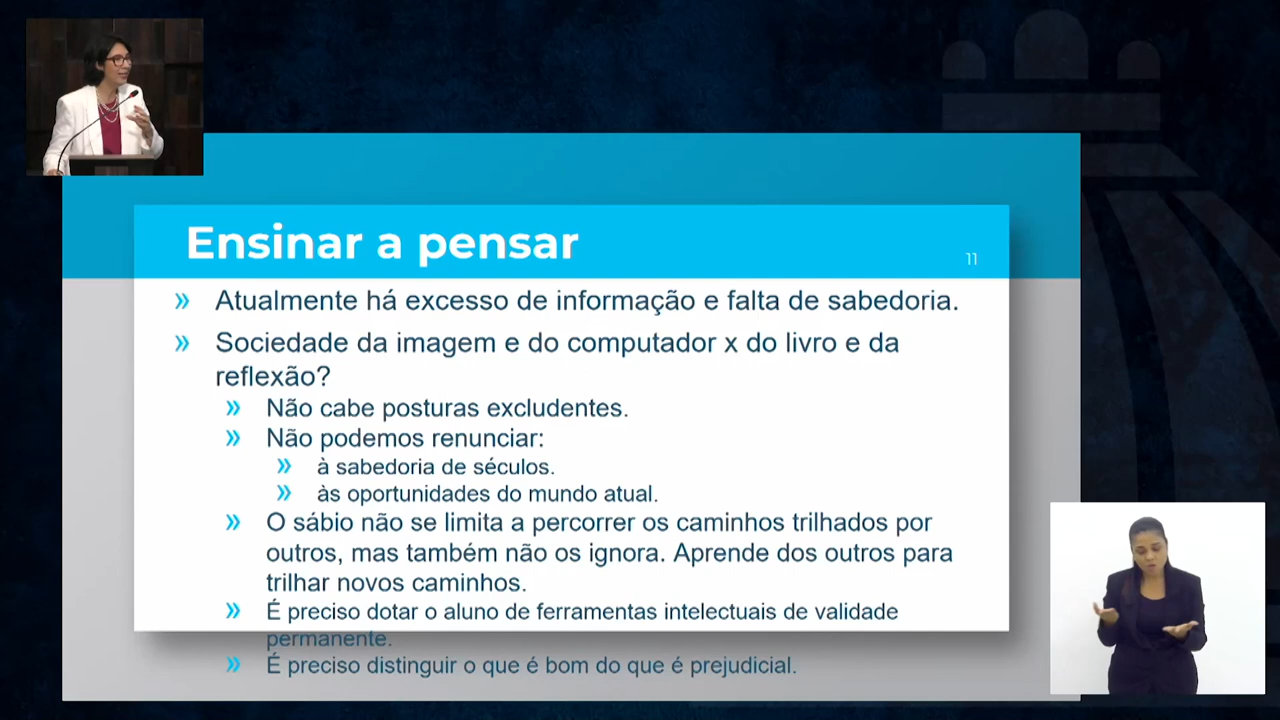 Ensinar a pensar
11
» Atualmente há excesso de informação e falta de sabedoria.
» Sociedade da imagem e do computador x do livro e da
reflexão?
» Não cabe posturas excludentes.
» Não podemos renunciar:
» à sabedoria de séculos.
» às oportunidades do mundo atual.
» O sábio não se limita a percorrer os caminhos trilhados por
outros, mas também não os ignora. Aprende dos outros para
trilhar novos caminhos.
» É preciso dotar o aluno de ferramentas intelectuais de validade
permanente.
» É preciso distinguir o que é bom do que é prejudicial.